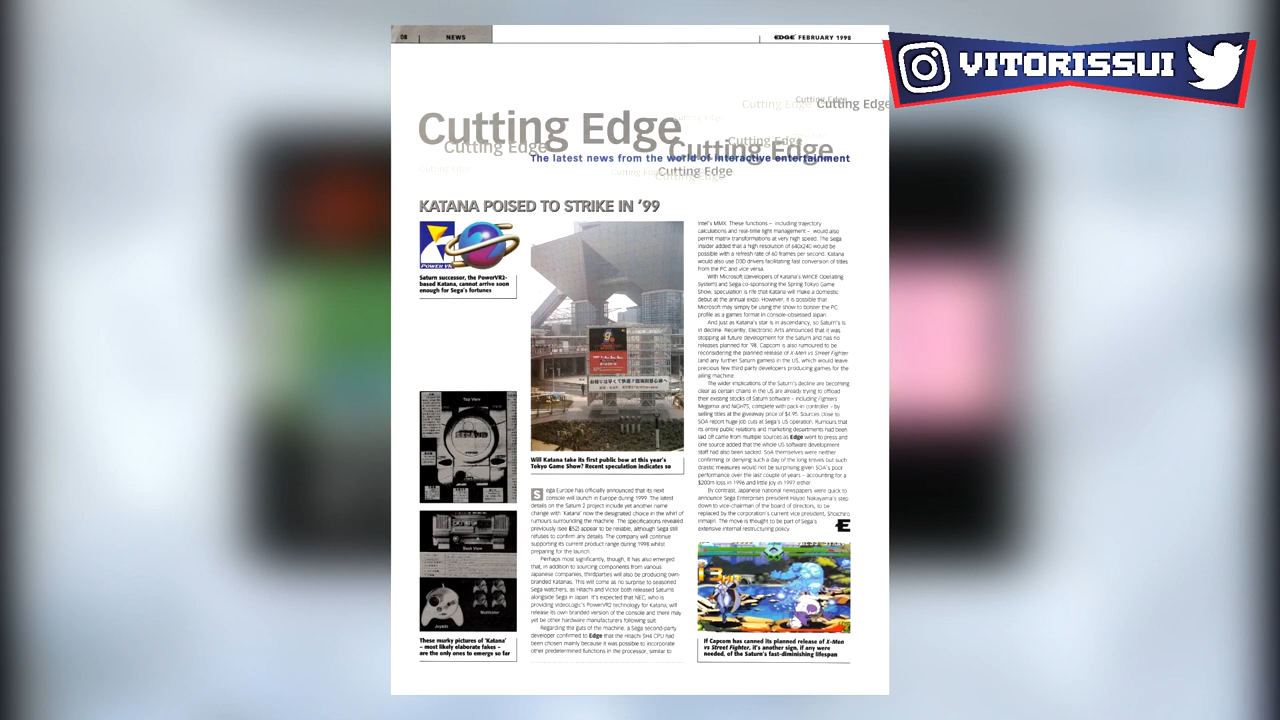 08
NEWS
EDGE FEBRUARY 1998
VITORISSUI
Cutting Edge
Cutting Edge
Cutting Edge
Cutting Edge
Cutting Edge
Cutting Edge
Cutting Edge
Cutting Edge
The latest news from the world of interactive entertainment
KATANA POISED TO STRIKE IN '99
POWER VR
Saturn successor, the PowerVR2-
based Katana, cannot arrive soon
enough for Sega's fortunes
Top View
Back View
Joypads
These murky pictures of 'Katana'
– most likely elaborate fakes –
are the only ones to emerge so far
Will Katana take its first public bow at this year's
Tokyo Game Show? Recent speculation indicates so
Sega Europe has officially announced that its next
console will launch in Europe during 1999. The latest
details on the Saturn 2 project include yet another name
change with 'Katana' now the designated choice in the whirl of
rumours surrounding the machine. The specifications revealed
previously (see E52) appear to be reliable, although Sega still
refuses to confirm any details. The company will continue
supporting its current product range during 1998 whilst
preparing for the launch.
Perhaps most significantly, though, it has also emerged
that, in addition to sourcing components from various
Japanese companies, thirdparties will also be producing own-
branded Katanas. This will come as no surprise to seasoned
Sega watchers, as Hitachi and Victor both released Saturns
alongside Sega in Japan. It's expected that NEC, who is
providing VideoLogic's PowerVR2 technology for Katana, will
release its own branded version of the console and there may
yet be other hardware manufacturers following suit.
Regarding the guts of the machine, a Sega second-party
developer confirmed to Edge that the Hitachi SH4 CPU had
been chosen mainly because it was possible to incorporate
other predetermined functions in the processor, similar to
Intel's MMX. These functions – including trajectory
calculations and real-time light management – would also
permit matrix transformations at very high speed. The Sega
insider added that a high resolution of 640x240 would be
possible with a refresh rate of 60 frames per second. Katana
would also use D3D drivers facilitating fast conversion of titles
from the PC and vice versa.
With Microsoft (developers of Katana's WinCE Operating
System) and Sega co-sponsoring the Spring Tokyo Game
Show, speculation is rife that Katana will make a domestic
debut at the annual expo. However, it is possible that
Microsoft may simply be using the show to bolster the PC
profile as a games format in console-obsessed Japan.
And just as Katana's star is in ascendancy, so Saturn's is
in decline. Recently, Electronic Arts announced that it was
stopping all future development for the Saturn and has no
releases planned for '98. Capcom is also rumoured to be
reconsidering the planned release of X-Men vs Street Fighter
(and any further Saturn games) in the US, which would leave
precious few third party developers producing games for the
ailing machine.
The wider implications of the Saturn's decline are becoming
clear as certain chains in the US are already trying to offload
their existing stocks of Saturn software – including Fighters
Megamix and NiGHTS, complete with pack-in controller – by
selling titles at the giveaway price of $4.95. Sources close to
SOA report huge job cuts at Sega's US operation. Rumours that
its entire public relations and marketing departments had been
laid off came from multiple sources as Edge went to press and
one source added that the whole US software development
staff had also been sacked. SOA themselves were neither
confirming or denying such a day of the long knives but such
drastic measures would not be surprising given SOA's poor
performance over the last couple of years – accounting for a
$200m loss in 1996 and little joy in 1997 either.
By contrast, Japanese national newspapers were quick to
announce Sega Enterprises president Hayao Nakayama's step
down to vice-chairman of the board of directors, to be
replaced by the corporation's current vice president, Shoichiro
Irimajiri. The move is thought to be part of Sega's
extensive internal restructuring policy.
If Capcom has canned its planned release of X-Men
vs Street Fighter, it's another sign, if any were
needed, of the Saturn's fast-diminishing lifespan